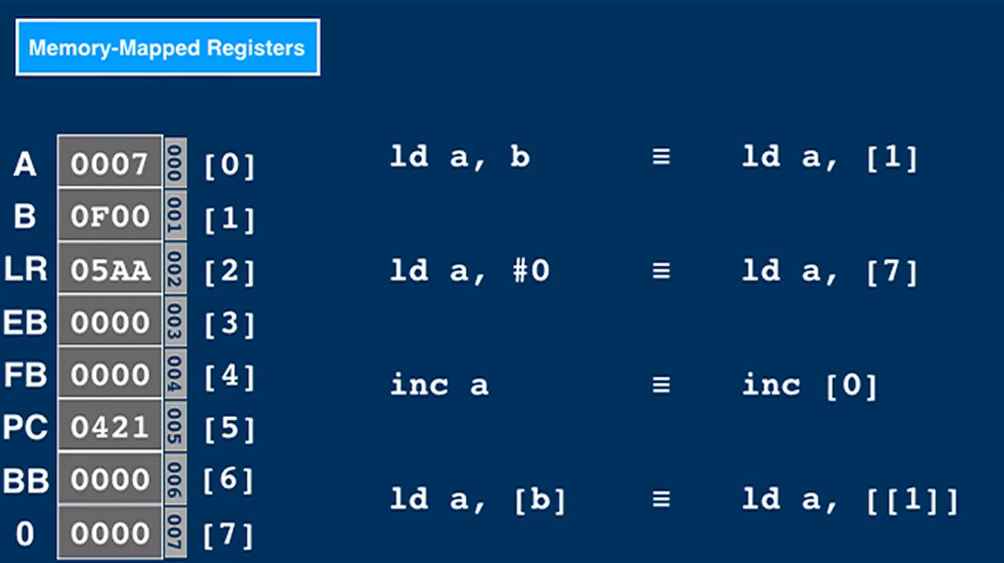 Memory-Mapped Registers
A 0007 000 [0]
B 0F00 001 [1]
LR 05AA 002 [2]
EB 0000 003 [3]
FB 0000 004 [4]
PC 0421 005 [5]
BB 0000 006 [6]
0 0000 007 [7]
ld a, b ≡ ld a, [1]
ld a, #0 ≡ ld a, [7]
inc a ≡ inc [0]
ld a, [b] ≡ ld a, [[1]]